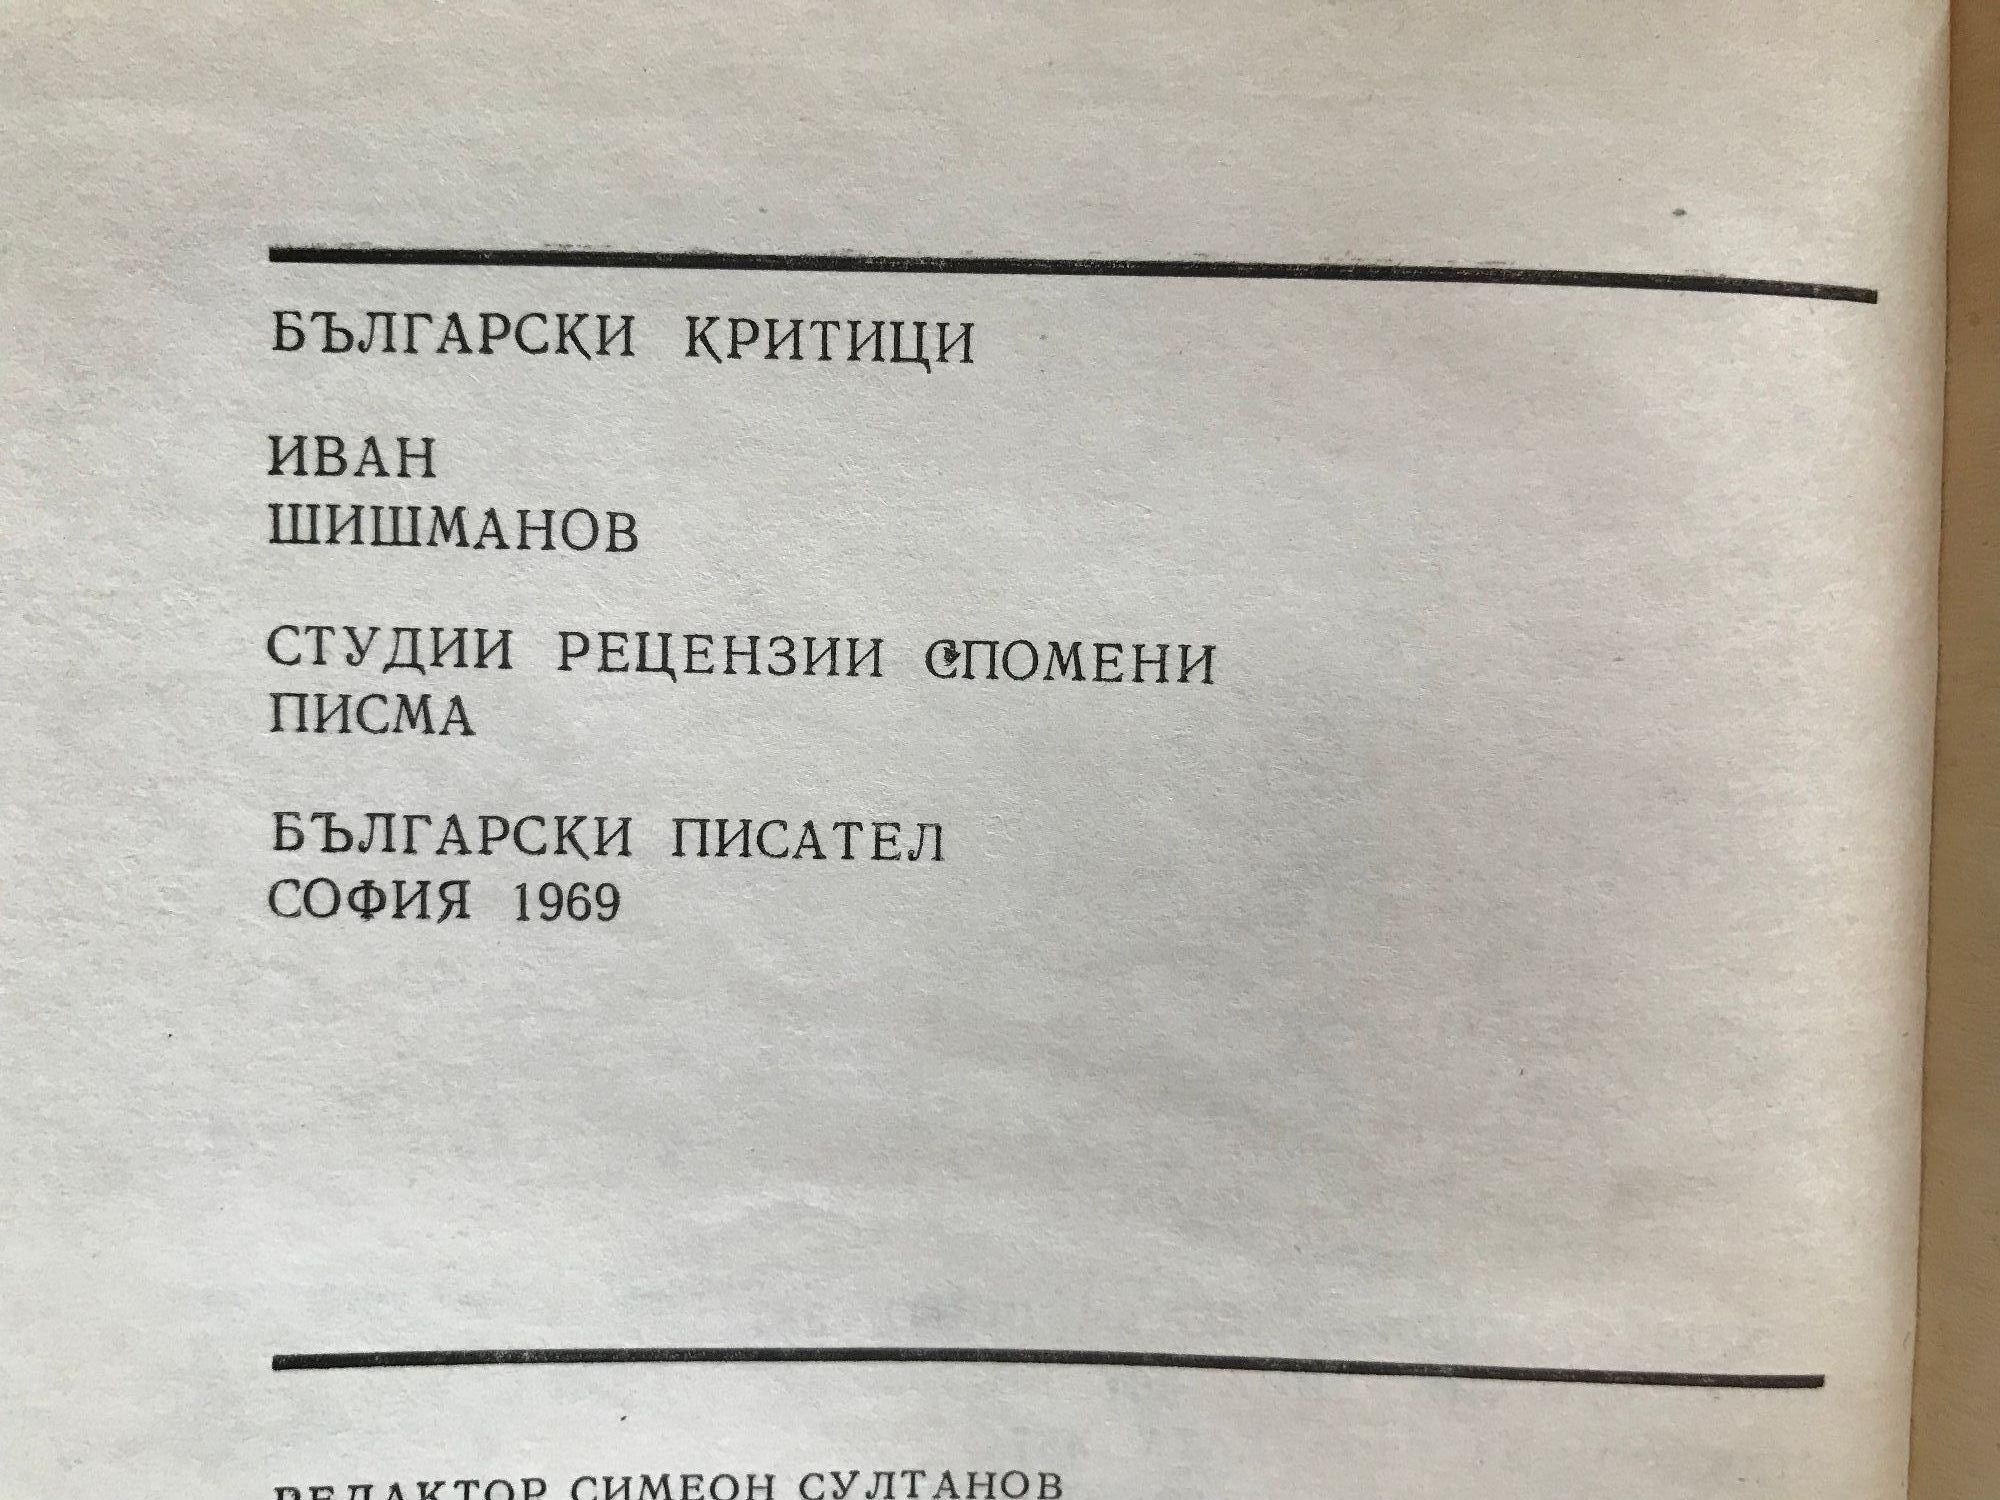 БЪЛГАРСКИ КРИТИЦИ
ИВАН
ШИШМАНОВ
СТУДИИ РЕЦЕНЗИИ СПОМЕНИ
ПИСМА
БЪЛГАРСКИ ПИСАТЕЛ
СОФИЯ 1969
РЕДАКТОР СИМЕОН СУЛТАНОВ